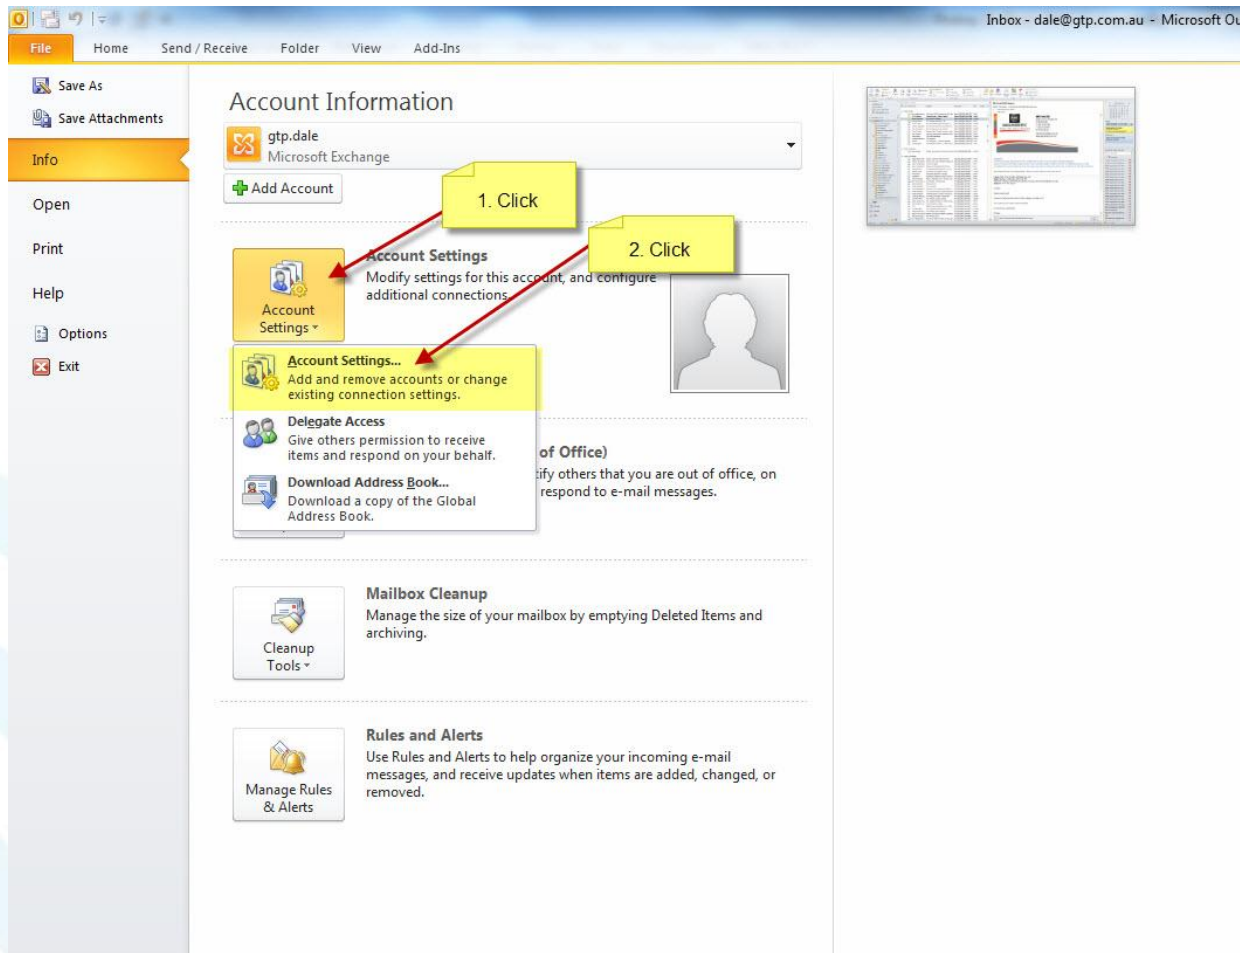 Inbox - dale@gtp.com.au - Microsoft Ou
File Home Send / Receive Folder View Add-Ins
Save As
Save Attachments
Info
Open
Print
Help
Options
Exit
Account Information
gtp.dale
Microsoft Exchange
Add Account
1. Click
2. Click
Account
Settings
Account Settings
Modify settings for this account, and configure
additional connections.
Account Settings...
Add and remove accounts or change
existing connection settings.
Delegate Access
Give others permission to receive
items and respond on your behalf.
Download Address Book...
Download a copy of the Global
Address Book.
of Office)
ify others that you are out of office, on
respond to e-mail messages.
Cleanup
Tools
Mailbox Cleanup
Manage the size of your mailbox by emptying Deleted Items and
archiving.
Manage Rules
& Alerts
Rules and Alerts
Use Rules and Alerts to help organize your incoming e-mail
messages, and receive updates when items are added, changed, or
removed.